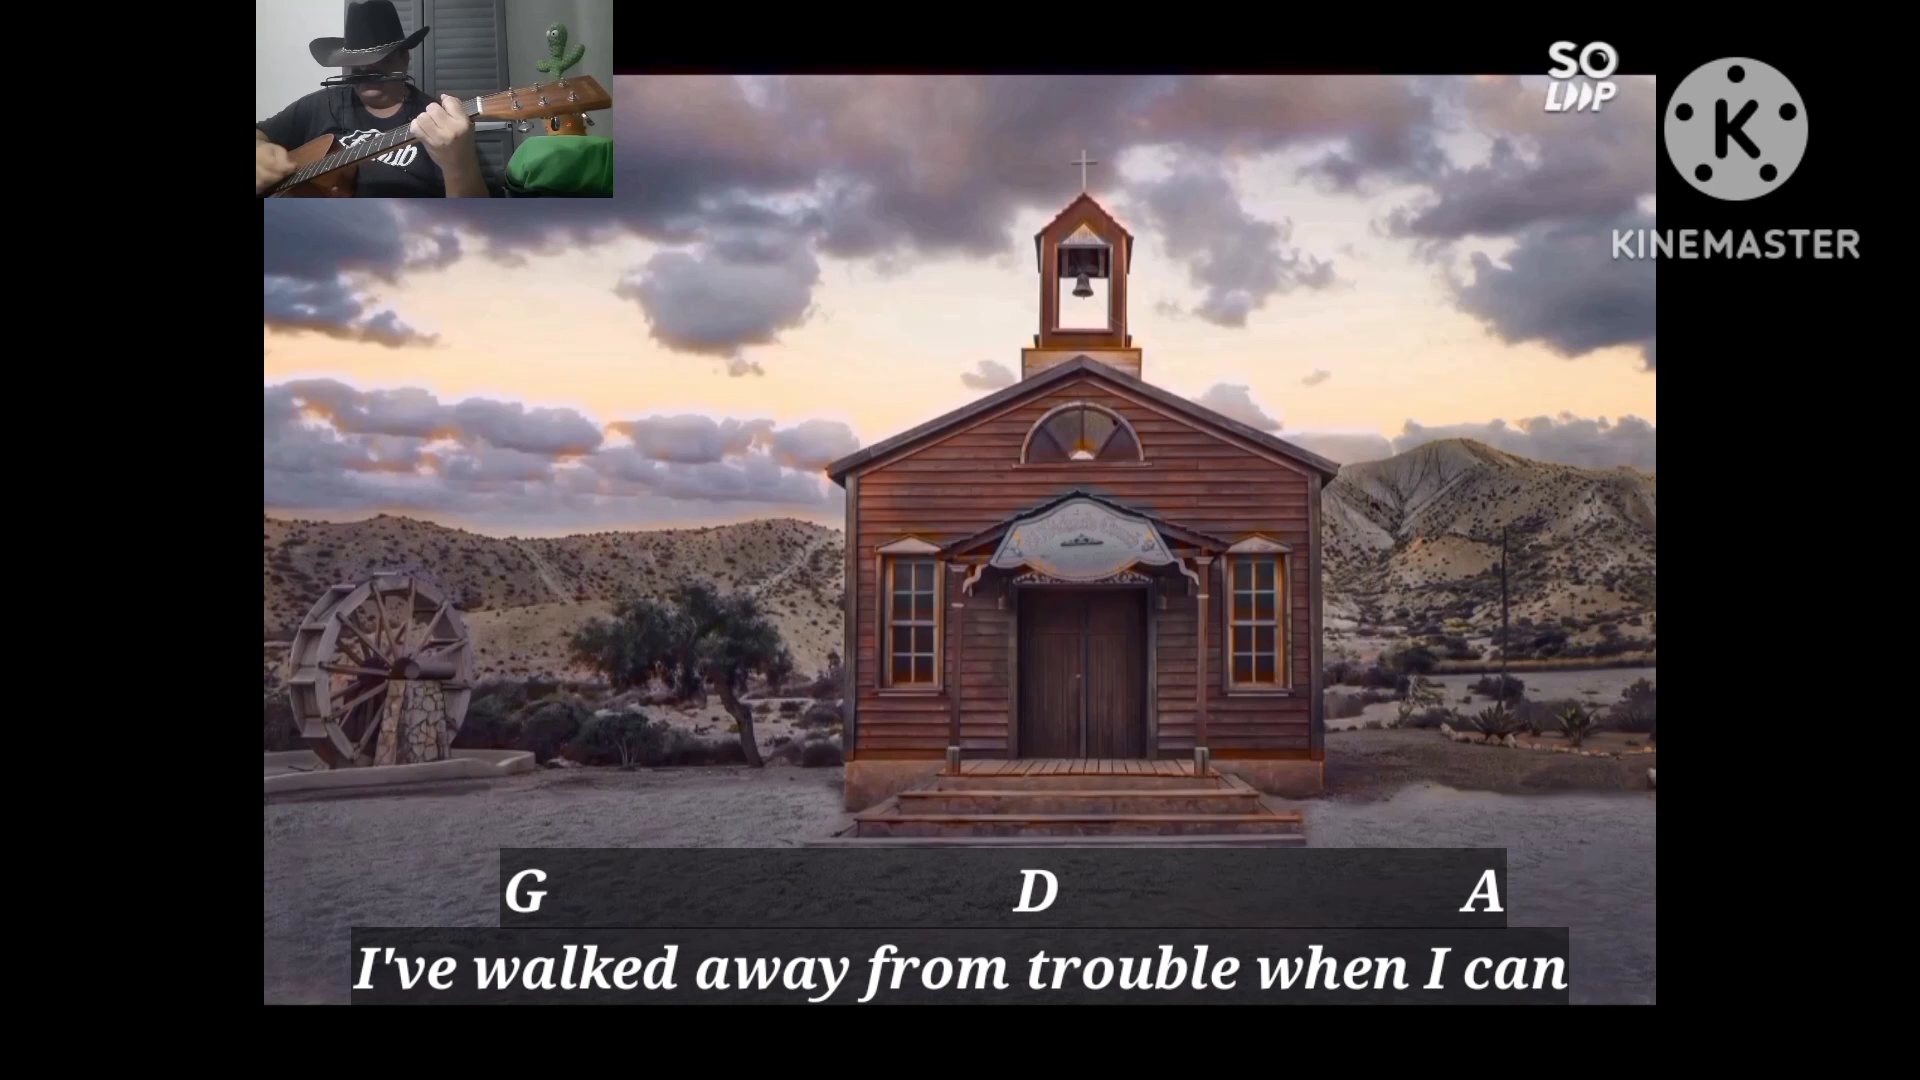 SO
LOOP
KINEMASTER
G D A
I've walked away from trouble when I can